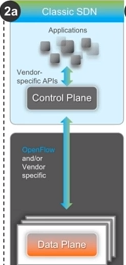 2a
Classic SDN
Applications
Vendor-
specific APIs
Control Plane
OpenFlow
and/or
Vendor
specific
Data Plane